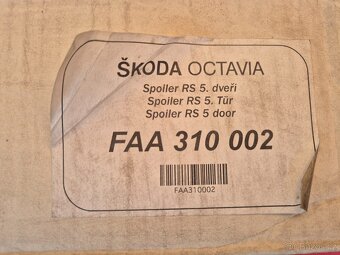 ŠKODA OCTAVIA
Spoiler RS 5. dveří
Spoiler RS 5. Tür
Spoiler RS 5 door
FAA 310 002
FAA310002